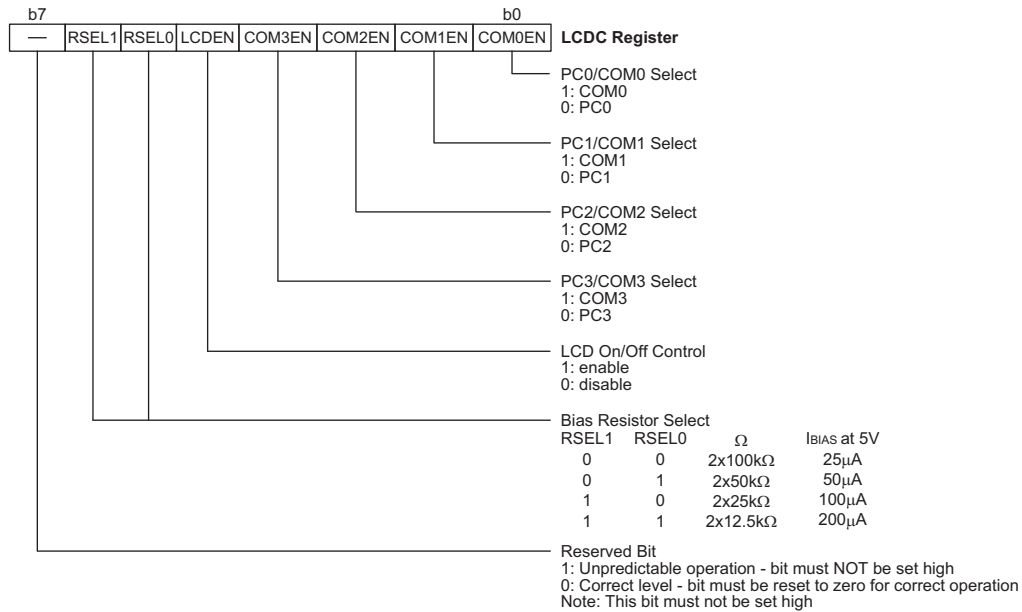 b7 b0
— RSEL1 RSEL0 LCDEN COM3EN COM2EN COM1EN COM0EN LCDC Register
PC0/COM0 Select
1: COM0
0: PC0
PC1/COM1 Select
1: COM1
0: PC1
PC2/COM2 Select
1: COM2
0: PC2
PC3/COM3 Select
1: COM3
0: PC3
LCD On/Off Control
1: enable
0: disable
Bias Resistor Select
RSEL1 RSEL0 Ω IBIAS at 5V
0 0 2x100kΩ 25μA
0 1 2x50kΩ 50μA
1 0 2x25kΩ 100μA
1 1 2x12.5kΩ 200μA
Reserved Bit
1: Unpredictable operation - bit must NOT be set high
0: Correct level - bit must be reset to zero for correct operation
Note: This bit must not be set high